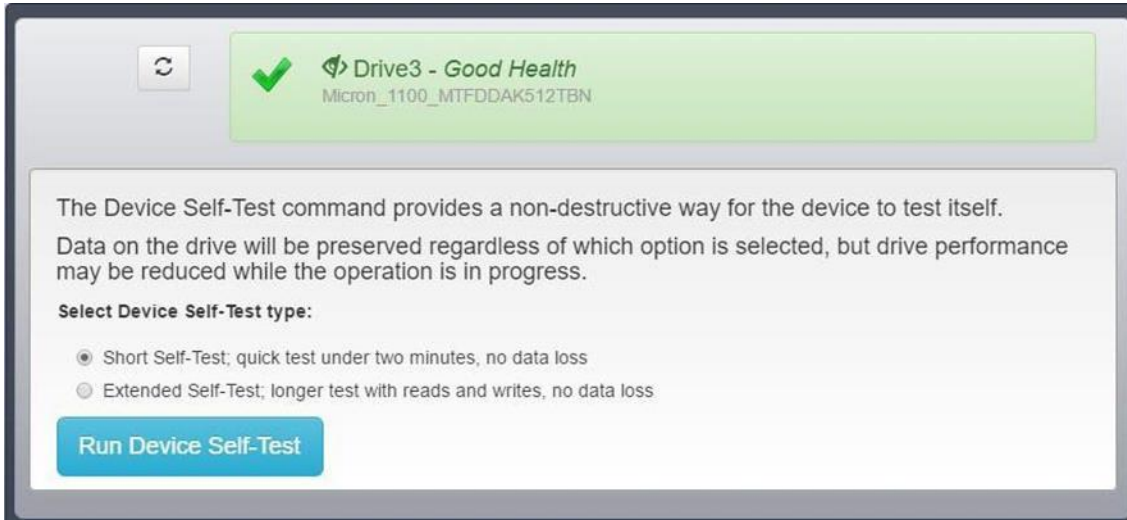 Drive3 - Good Health
Micron_1100_MTFDDAK512TBN
The Device Self-Test command provides a non-destructive way for the device to test itself.
Data on the drive will be preserved regardless of which option is selected, but drive performance
may be reduced while the operation is in progress.
Select Device Self-Test type:
Short Self-Test; quick test under two minutes, no data loss
Extended Self-Test; longer test with reads and writes, no data loss
Run Device Self-Test